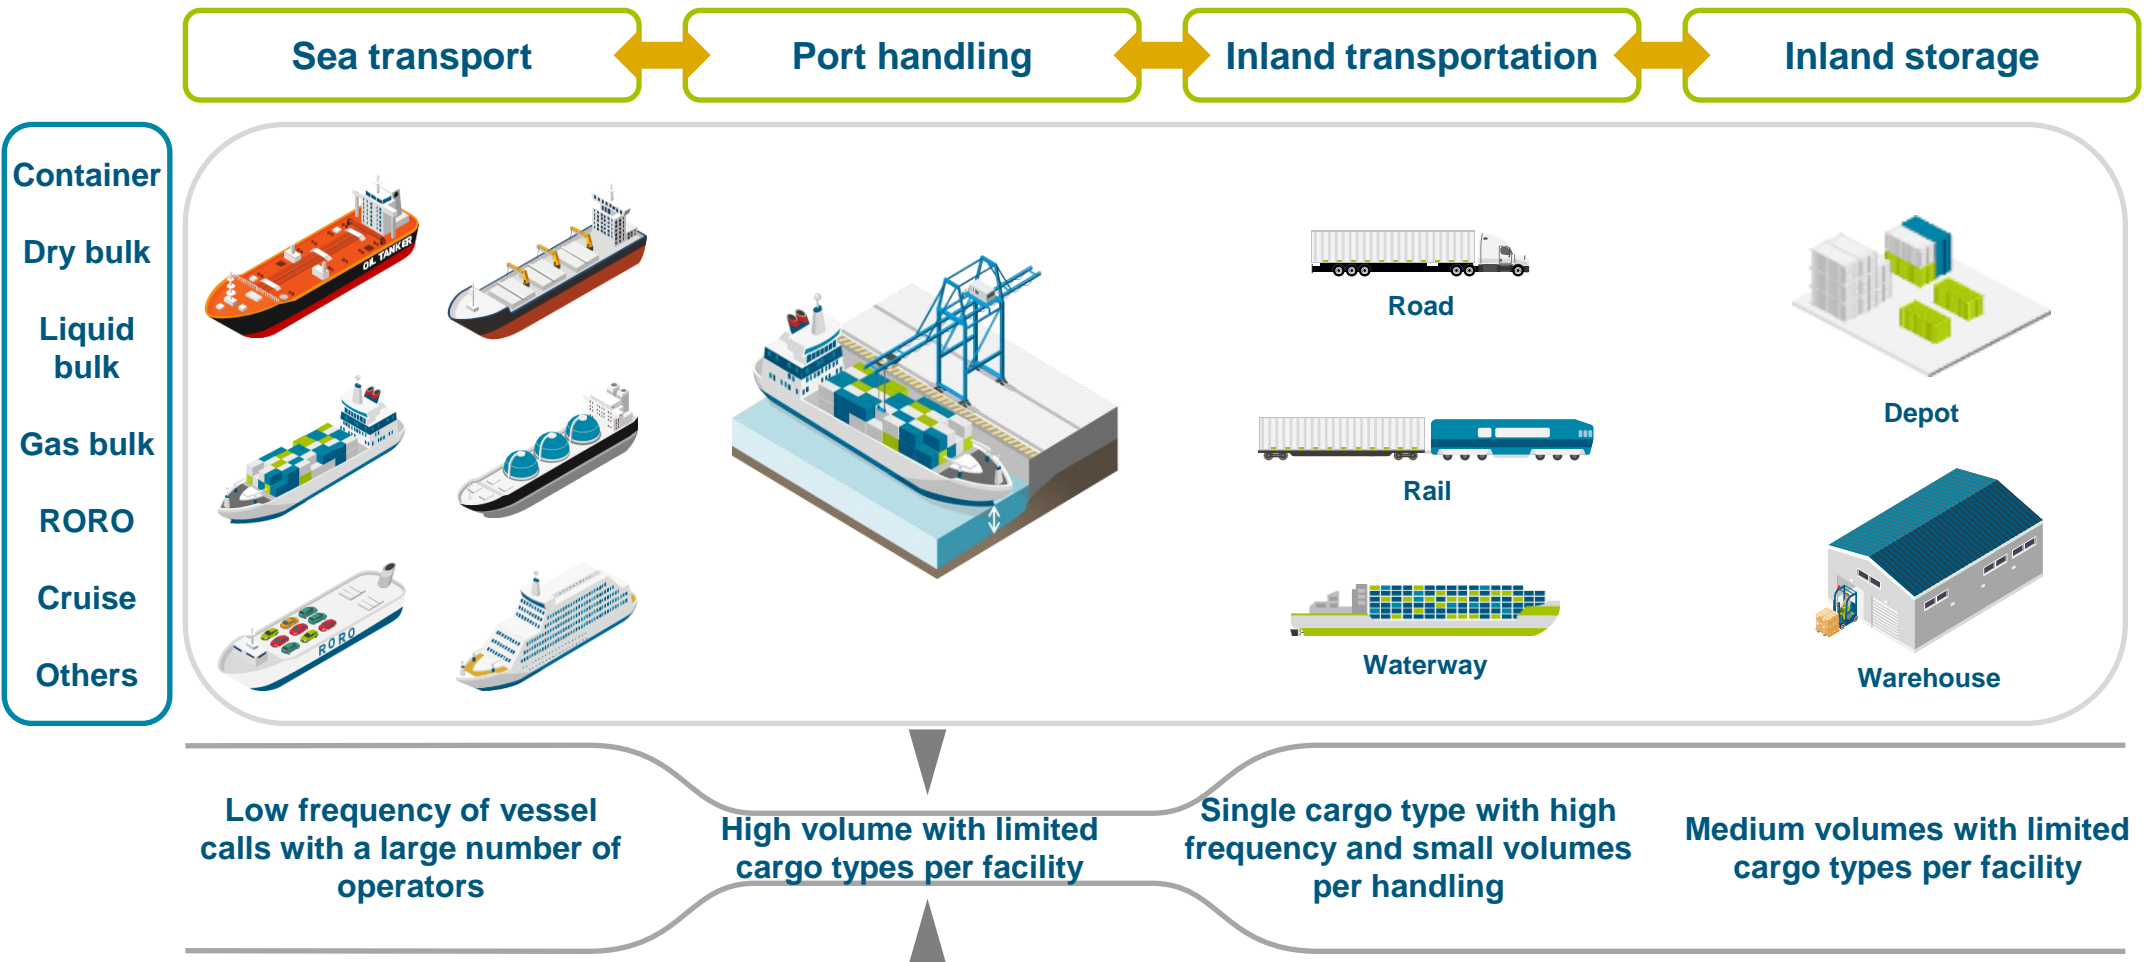 Sea transport
Port handling
Inland transportation
Inland storage
Container
Dry bulk
Liquid
bulk
Gas bulk
RORO
Cruise
Others
OIL TANKER
RORO
Road
Rail
Waterway
Depot
Warehouse
Low frequency of vessel
calls with a large number of
operators
High volume with limited
cargo types per facility
Single cargo type with high
frequency and small volumes
per handling
Medium volumes with limited
cargo types per facility